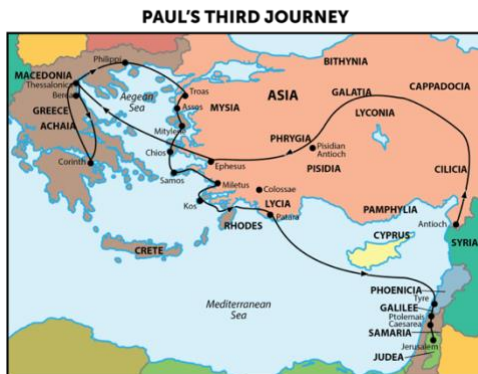 PAUL'S THIRD JOURNEY
Philippi
MACEDONIA
Thessalonica
Berea
GREECE
ACHAIA
Corinth
Aegean
Sea
Troas
Assos
MYSIA
Mitylene
Chios
Samos
Kos
Ephesus
Miletus
ASIA
BITHYNIA
GALATIA
CAPPADOCIA
LYCONIA
PHRYGIA
Pisidian
Antioch
PISIDIA
Colossae
CILICIA
LYCIA
Patara
PAMPHYLIA
RHODES
Antioch
SYRIA
CYPRUS
CRETE
Mediterranean
Sea
PHOENICIA
Tyre
GALILEE
Ptolemais
Caesarea
SAMARIA
Jerusalem
JUDEA